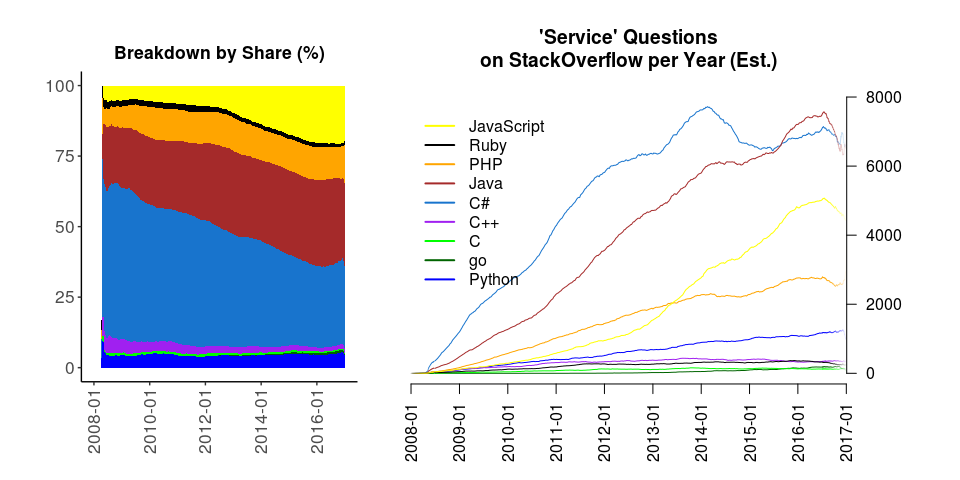 Breakdown by Share (%)
100
75
50
25
0
2008-01
2010-01
2012-01
2014-01
2016-01
'Service' Questions
on StackOverflow per Year (Est.)
JavaScript
Ruby
PHP
Java
C#
C++
C
go
Python
8000
6000
4000
2000
0
2008-01
2009-01
2010-01
2011-01
2012-01
2013-01
2014-01
2015-01
2016-01
2017-01